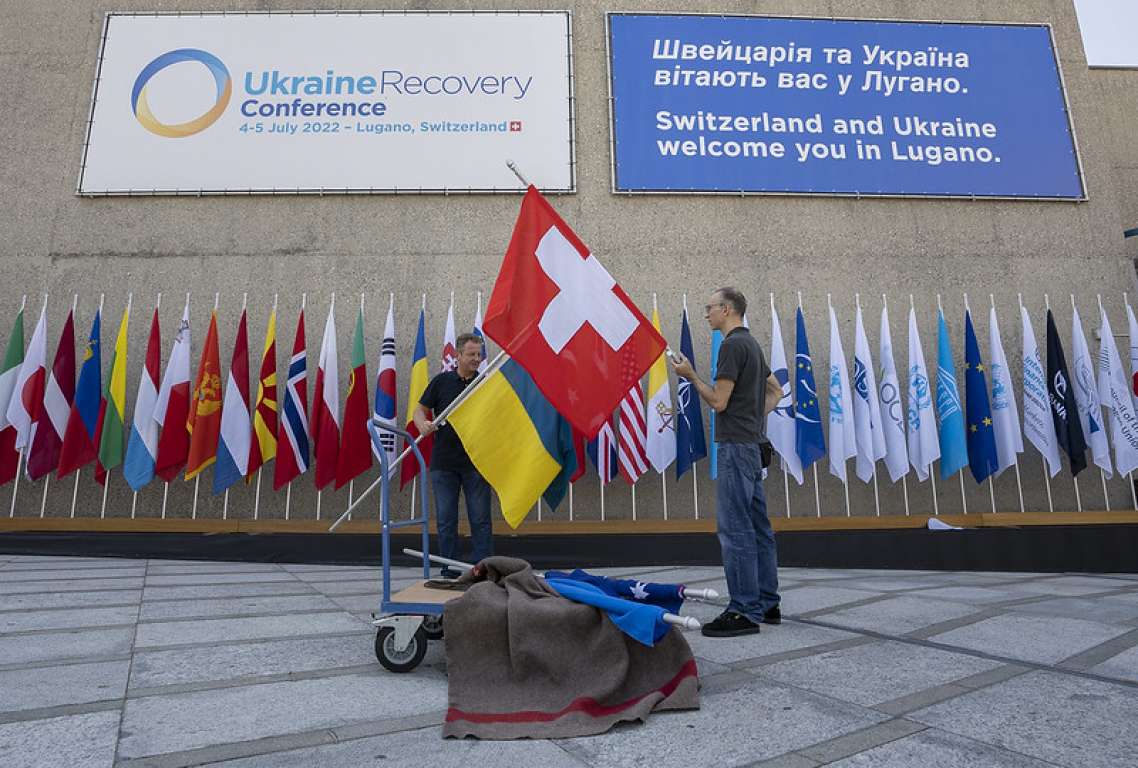 Ukraine Recovery
Conference
4-5 July 2022 – Lugano, Switzerland
Швейцарія та Україна
вітають вас у Лугано.
Switzerland and Ukraine
welcome you in Lugano.